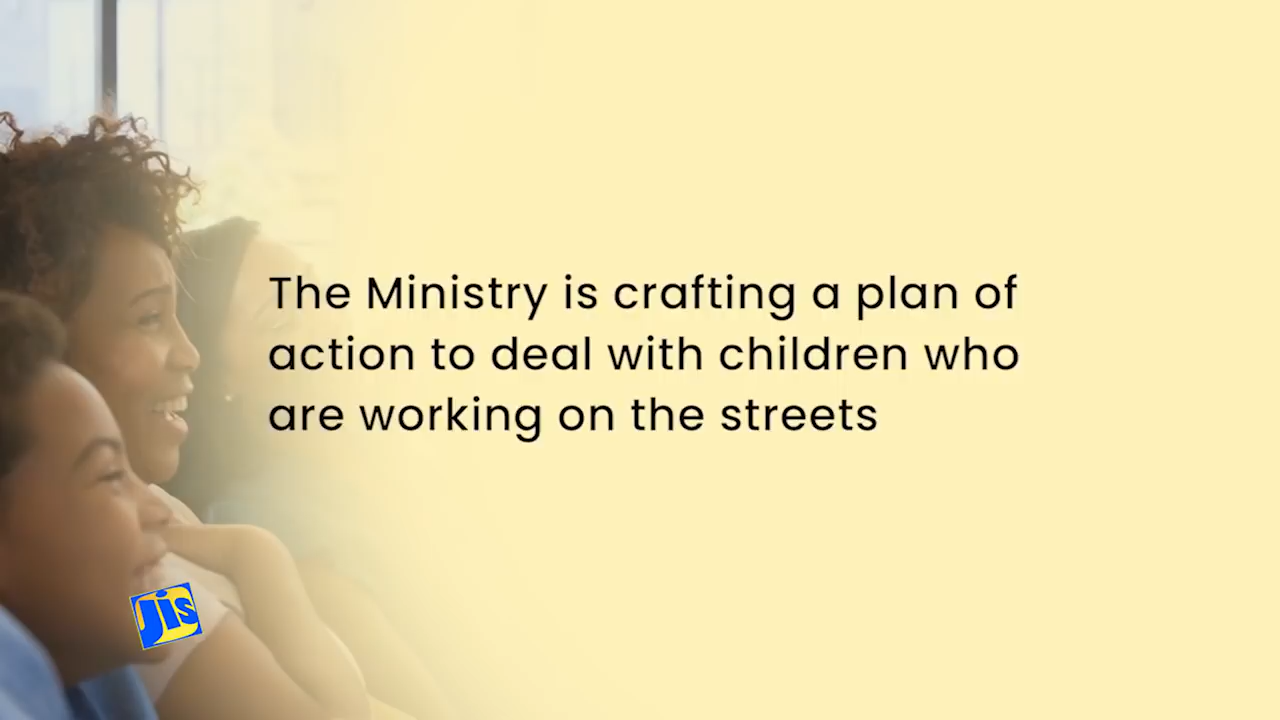 The Ministry is crafting a plan of
action to deal with children who
are working on the streets
jis